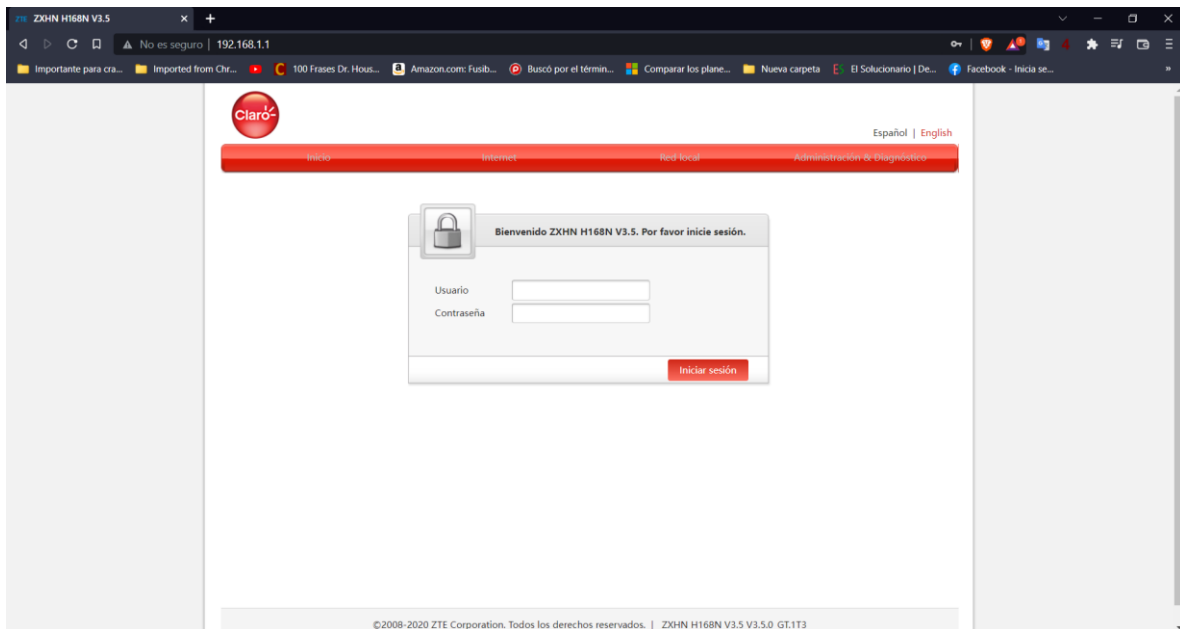 ZTE ZXHN H168N V3.5
No es seguro | 192.168.1.1
Importante para cra... Imported from Chr... 100 Frases Dr. Hous... Amazon.com: Fusib... Buscó por el términ... Comparar los plane... Nueva carpeta ES El Solucionario | De... Facebook - Inicia se... »
Claro
Español | English
Inicio Internet Red local Administración & Diagnóstico
Bienvenido ZXHN H168N V3.5. Por favor inicie sesión.
Usuario
Contraseña
Iniciar sesión
©2008-2020 ZTE Corporation. Todos los derechos reservados. | ZXHN H168N V3.5 V3.5.0_GT.1T3